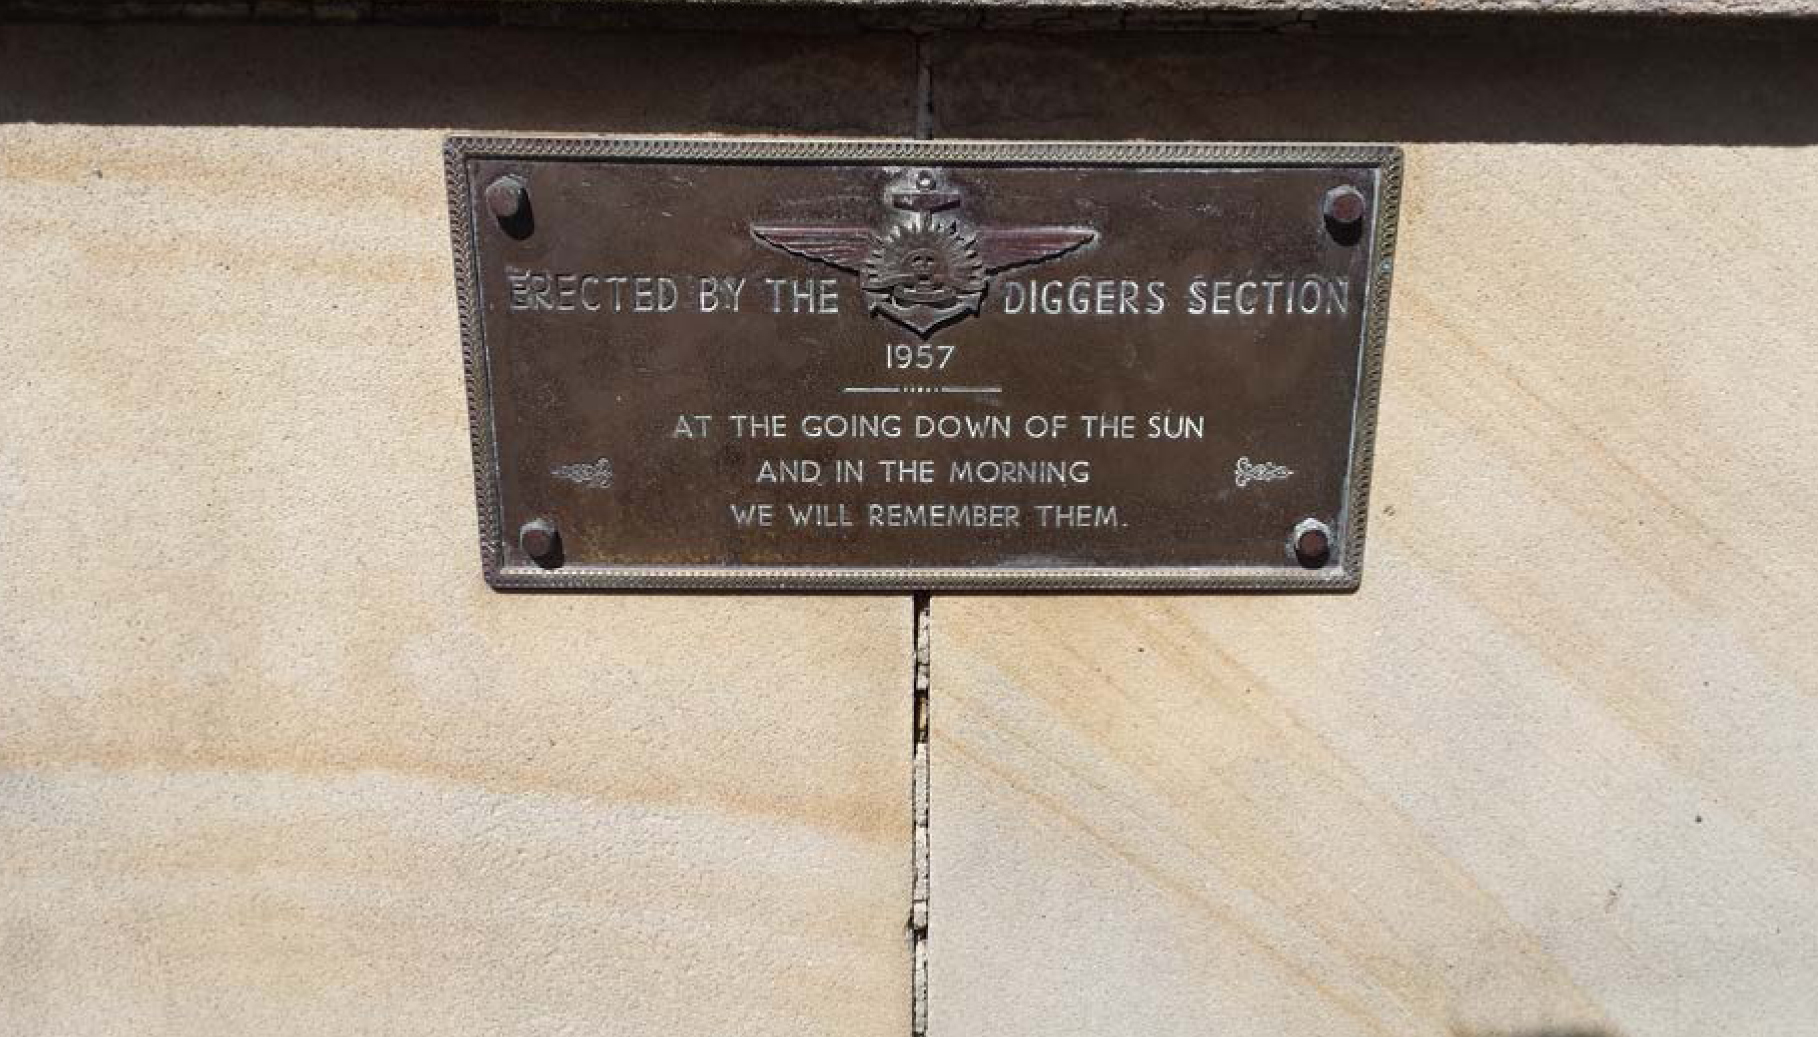 ERECTED BY THE DIGGERS SECTION
1957
AT THE GOING DOWN OF THE SUN
AND IN THE MORNING
WE WILL REMEMBER THEM.